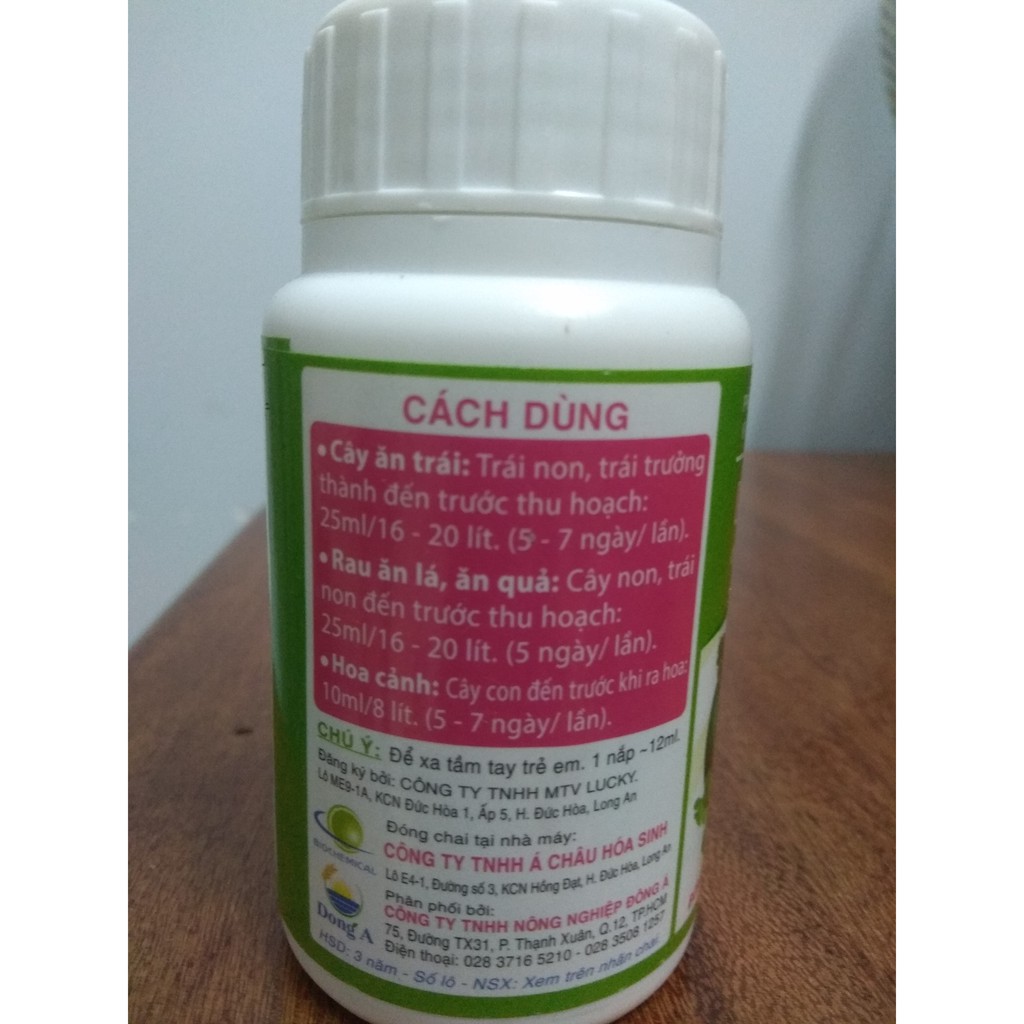 CÁCH DÙNG
• Cây ăn trái: Trái non, trái trưởng
thành đến trước thu hoạch:
25ml/16 - 20 lít. (5 - 7 ngày/ lần).
• Rau ăn lá, ăn quả: Cây non, trái
non đến trước thu hoạch:
25ml/16 - 20 lít. (5 ngày/ lần).
• Hoa cảnh: Cây con đến trước khi ra hoa:
10ml/8 lít. (5 - 7 ngày/ lần).
CHÚ Ý: Để xa tầm tay trẻ em. 1 nắp ~12ml.
Đăng ký bởi: CÔNG TY TNHH MTV LUCKY.
Lô ME9-1A, KCN Đức Hòa 1, Ấp 5, H. Đức Hòa, Long An
Đóng chai tại nhà máy:
CÔNG TY TNHH Á CHÂU HÓA SINH
Lô E4-1, Đường số 3, KCN Hồng Đạt, H. Đức Hòa, Long An
BIOCHEMICAL
Phân phối bởi:
CÔNG TY TNHH NÔNG NGHIỆP ĐÔNG Á
75, Đường TX31, P. Thạnh Xuân, Q.12, TP.HCM
Điện thoại: 028 3716 5210 - 028 3508 1257
Dong A
HSD: 3 năm - Số lô - NSX: Xem trên nhãn chai.